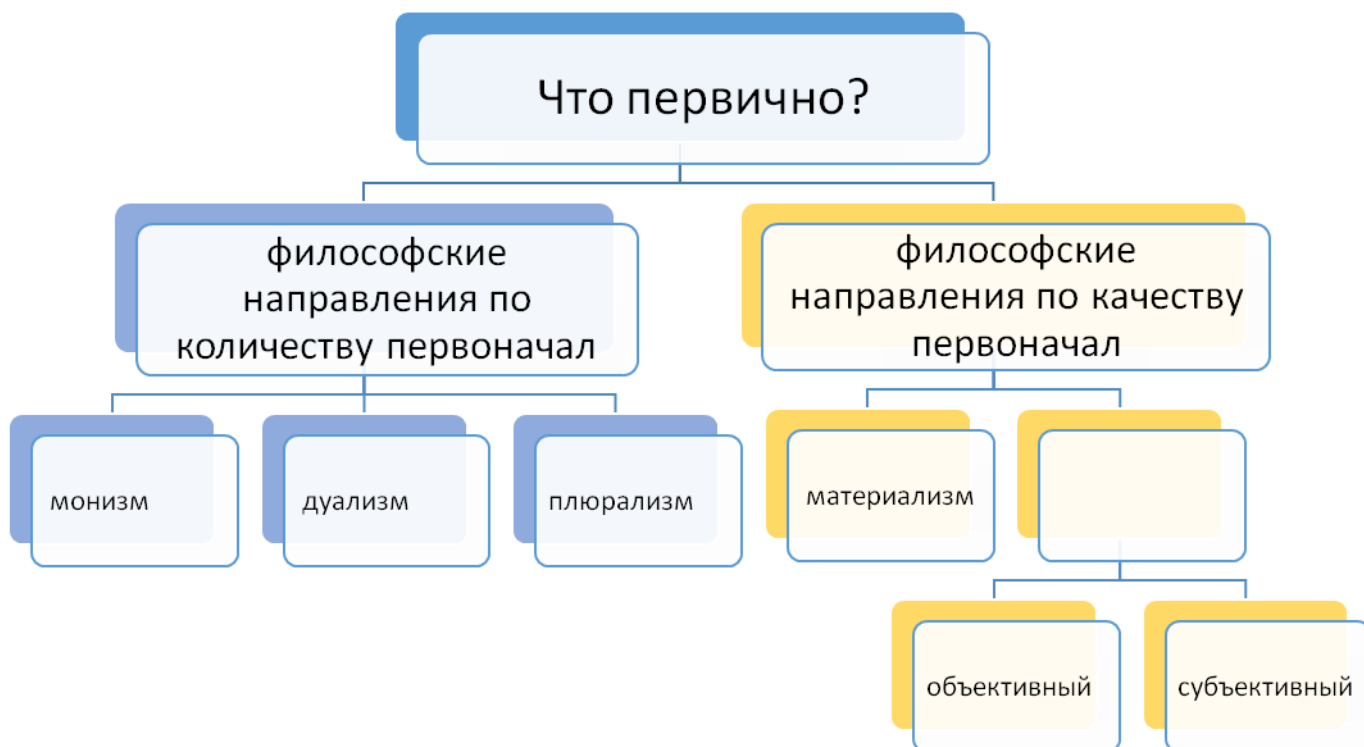 Что первично?
философские
направления по
количеству первоначал
философские
направления по качеству
первоначал
монизм
дуализм
плюрализм
материализм
объективный
субъективный